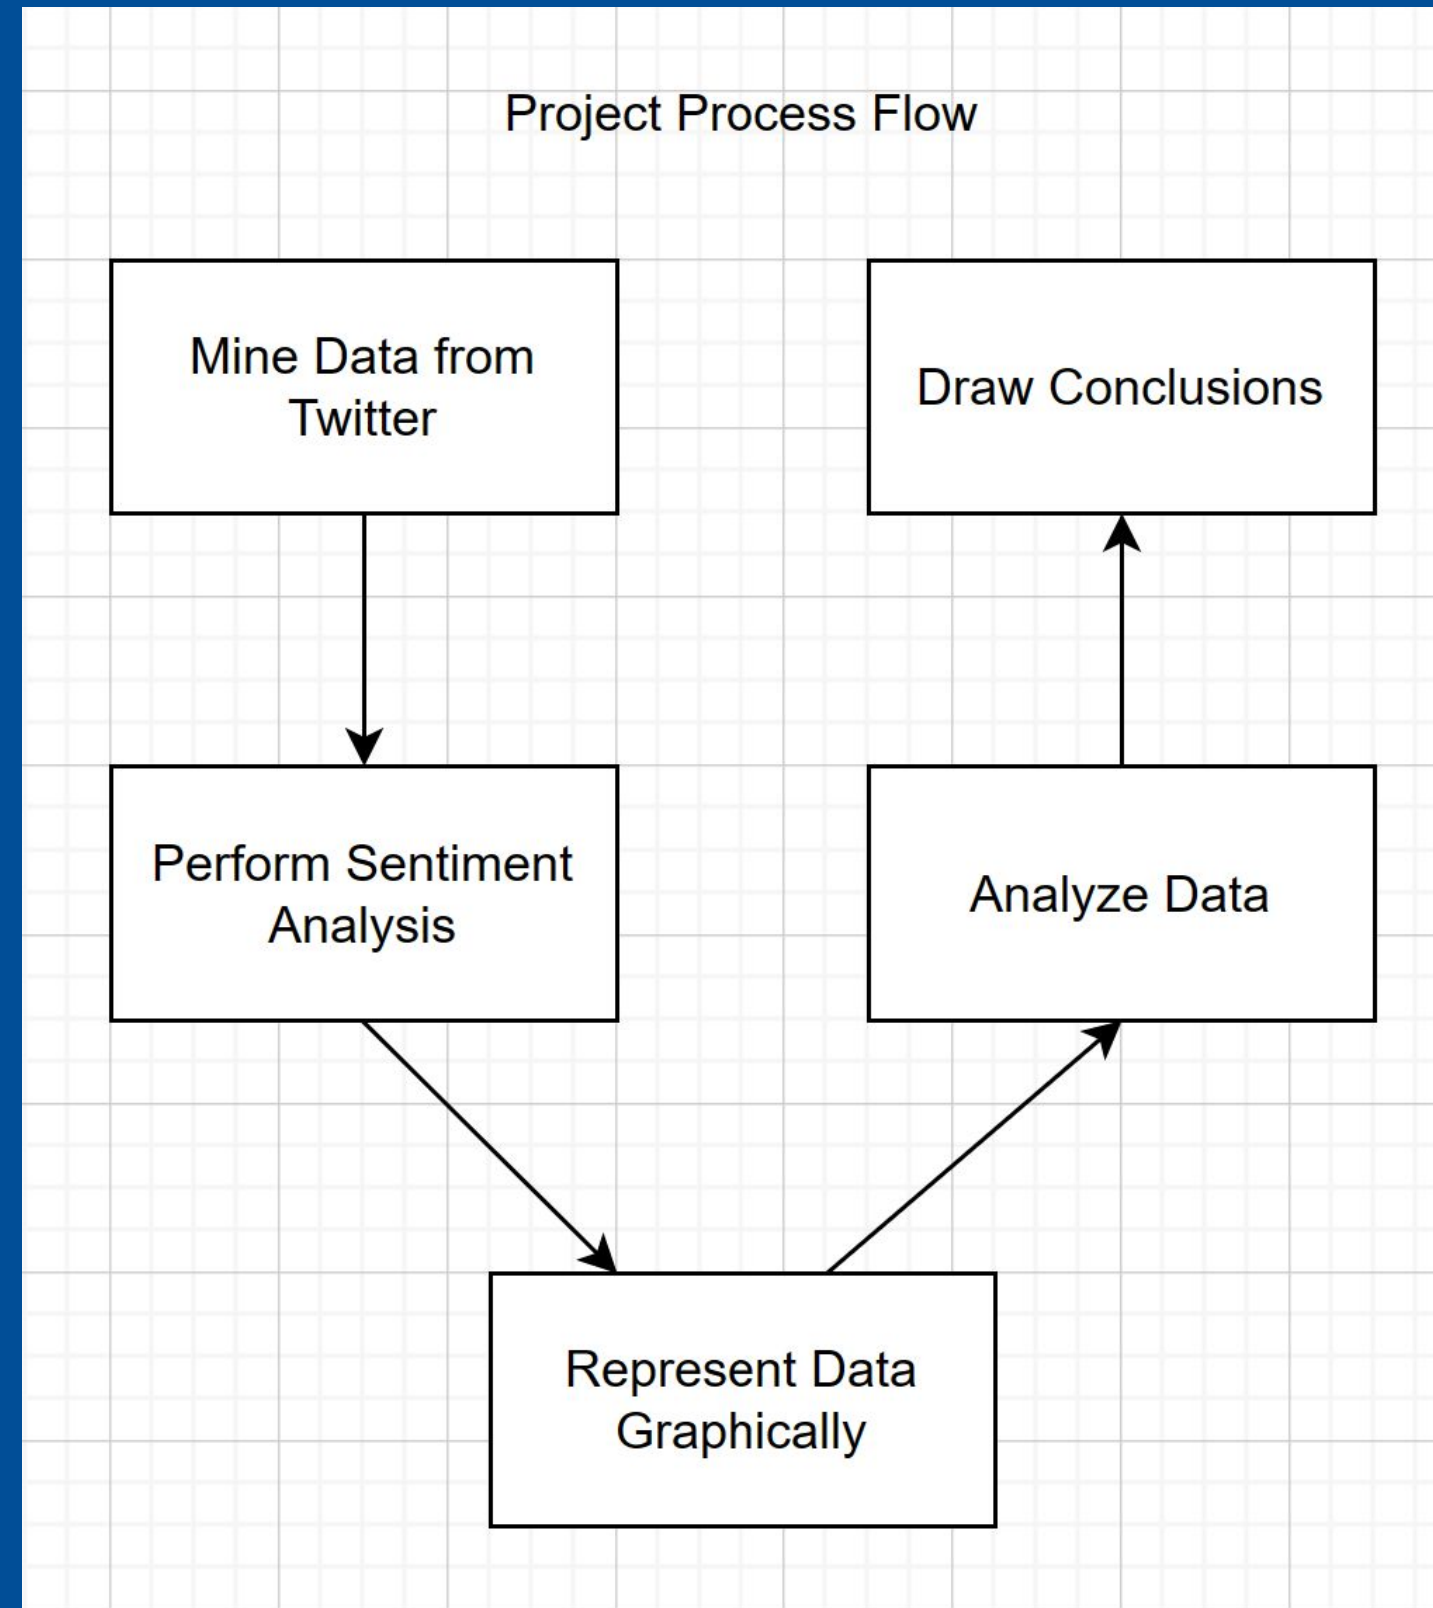 Project Process Flow
Mine Data from
Twitter
Perform Sentiment
Analysis
Represent Data
Graphically
Analyze Data
Draw Conclusions